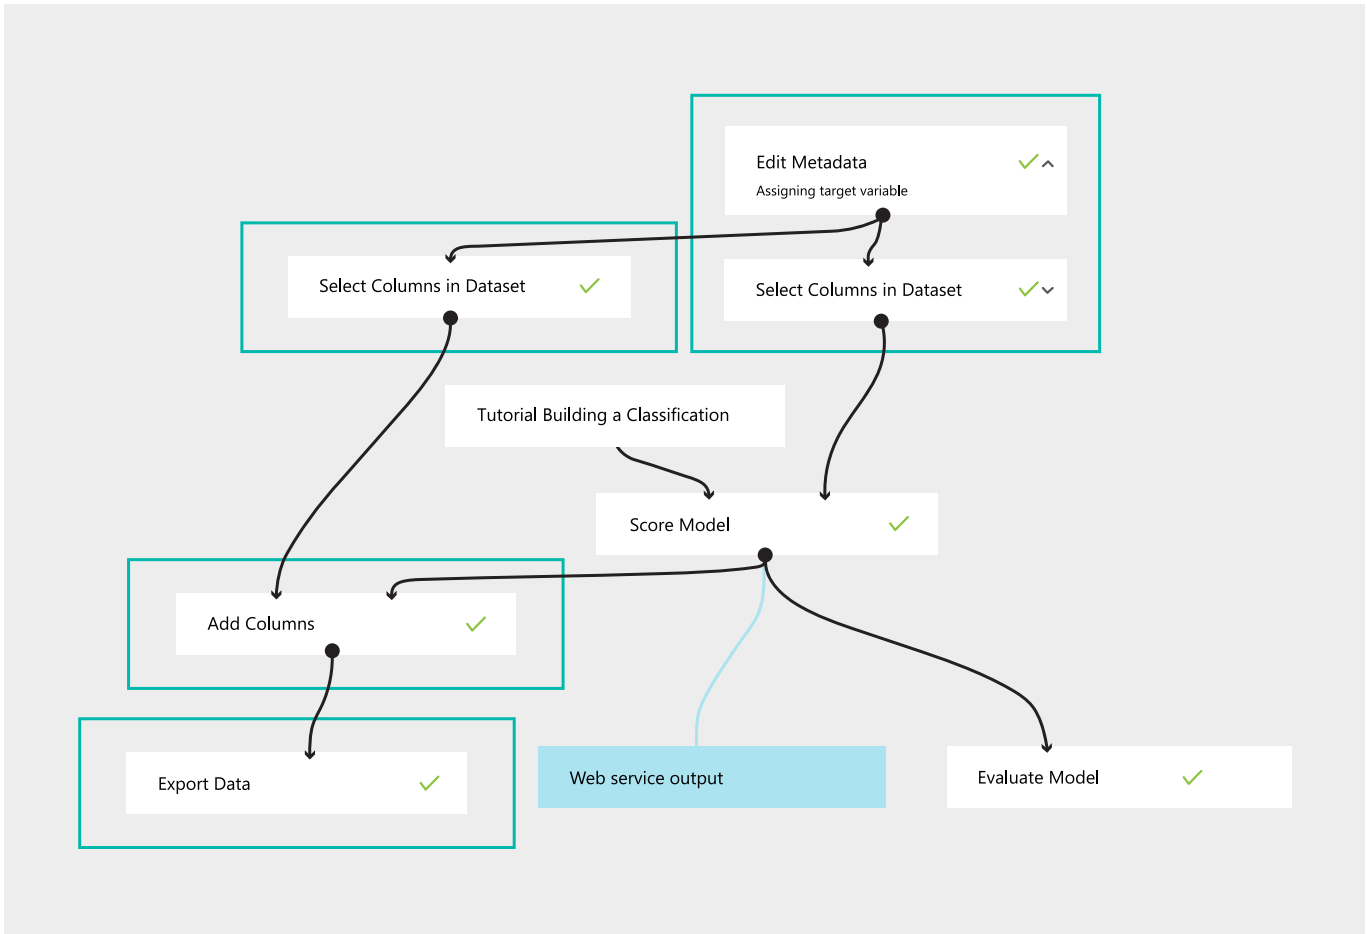 Edit Metadata
Assigning target variable
Select Columns in Dataset
Select Columns in Dataset
Tutorial Building a Classification
Score Model
Add Columns
Export Data
Web service output
Evaluate Model